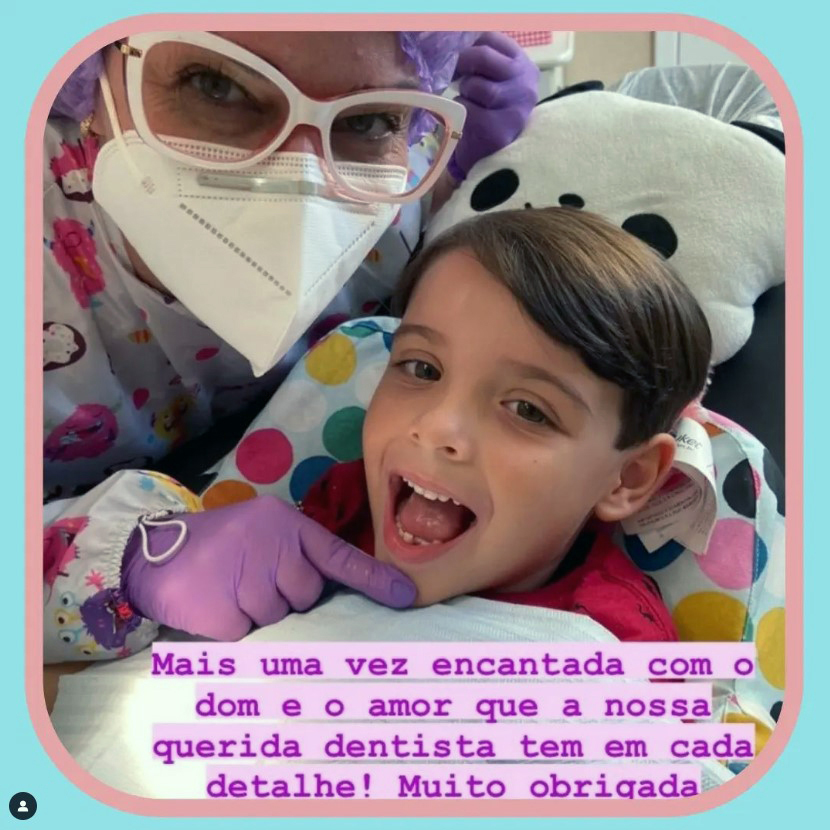 Mais uma vez encantada com o
dom e o amor que a nossa
querida dentista tem em cada
detalhe! Muito obrigada